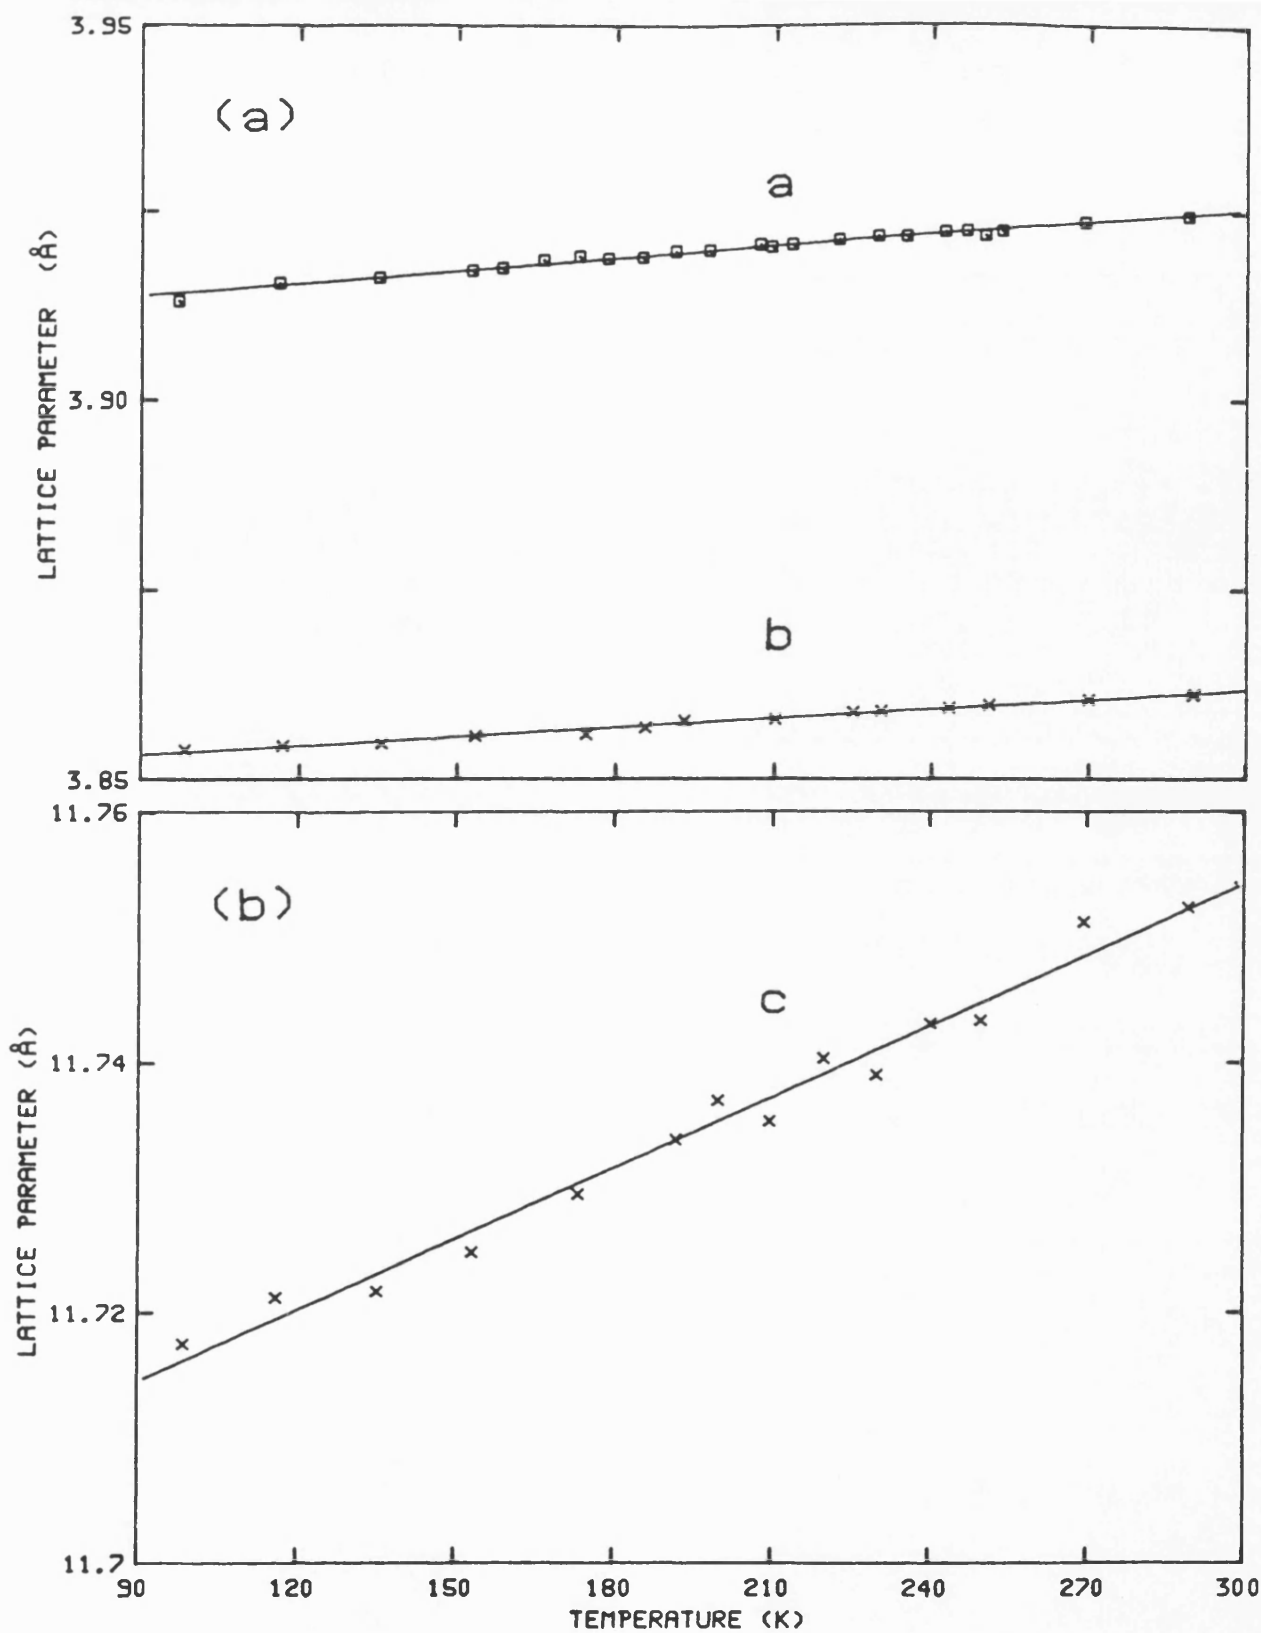 3.95
(a)
a
LATTICE PARAMETER (Å)
3.90
b
3.85
11.76
(b)
c
LATTICE PARAMETER (Å)
11.74
11.72
11.7
90 120 150 180 210 240 270 300
TEMPERATURE (K)